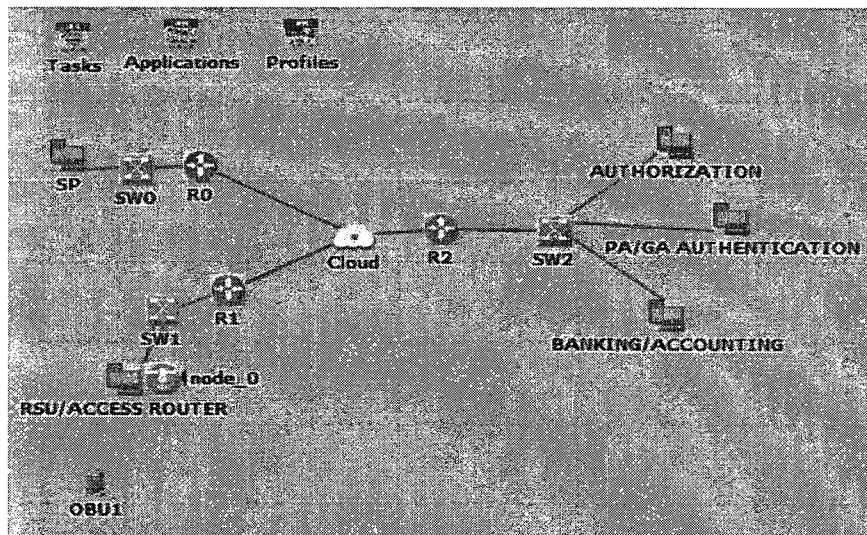 Tasks
Applications
Profiles
SP
SW0
R0
AUTHORIZATION
Cloud
R2
SW2
PA/GA AUTHENTICATION
R1
SW1
BANKING/ACCOUNTING
node_0
RSU/ACCESS ROUTER
OBU1